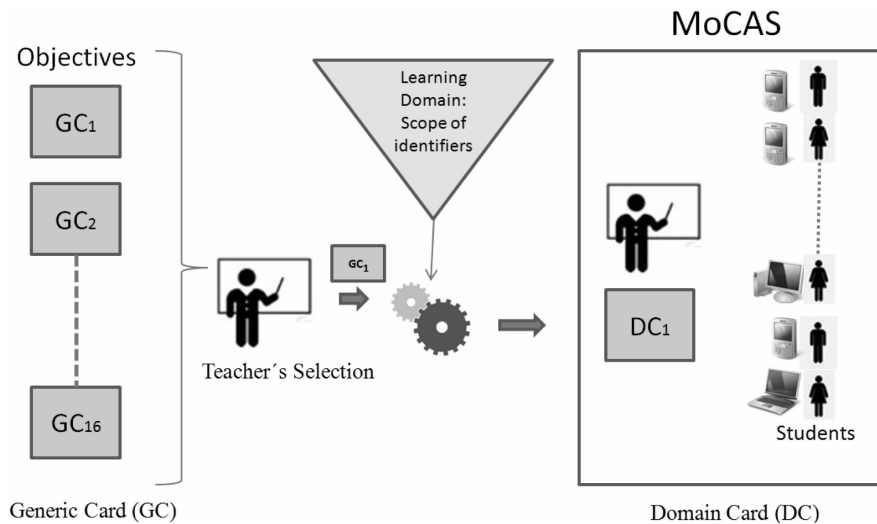 MoCAS
Objectives
GC1
GC2
GC16
Generic Card (GC)
Teacher´s Selection
GC1
Learning
Domain:
Scope of
identifiers
DC1
Students
Domain Card (DC)